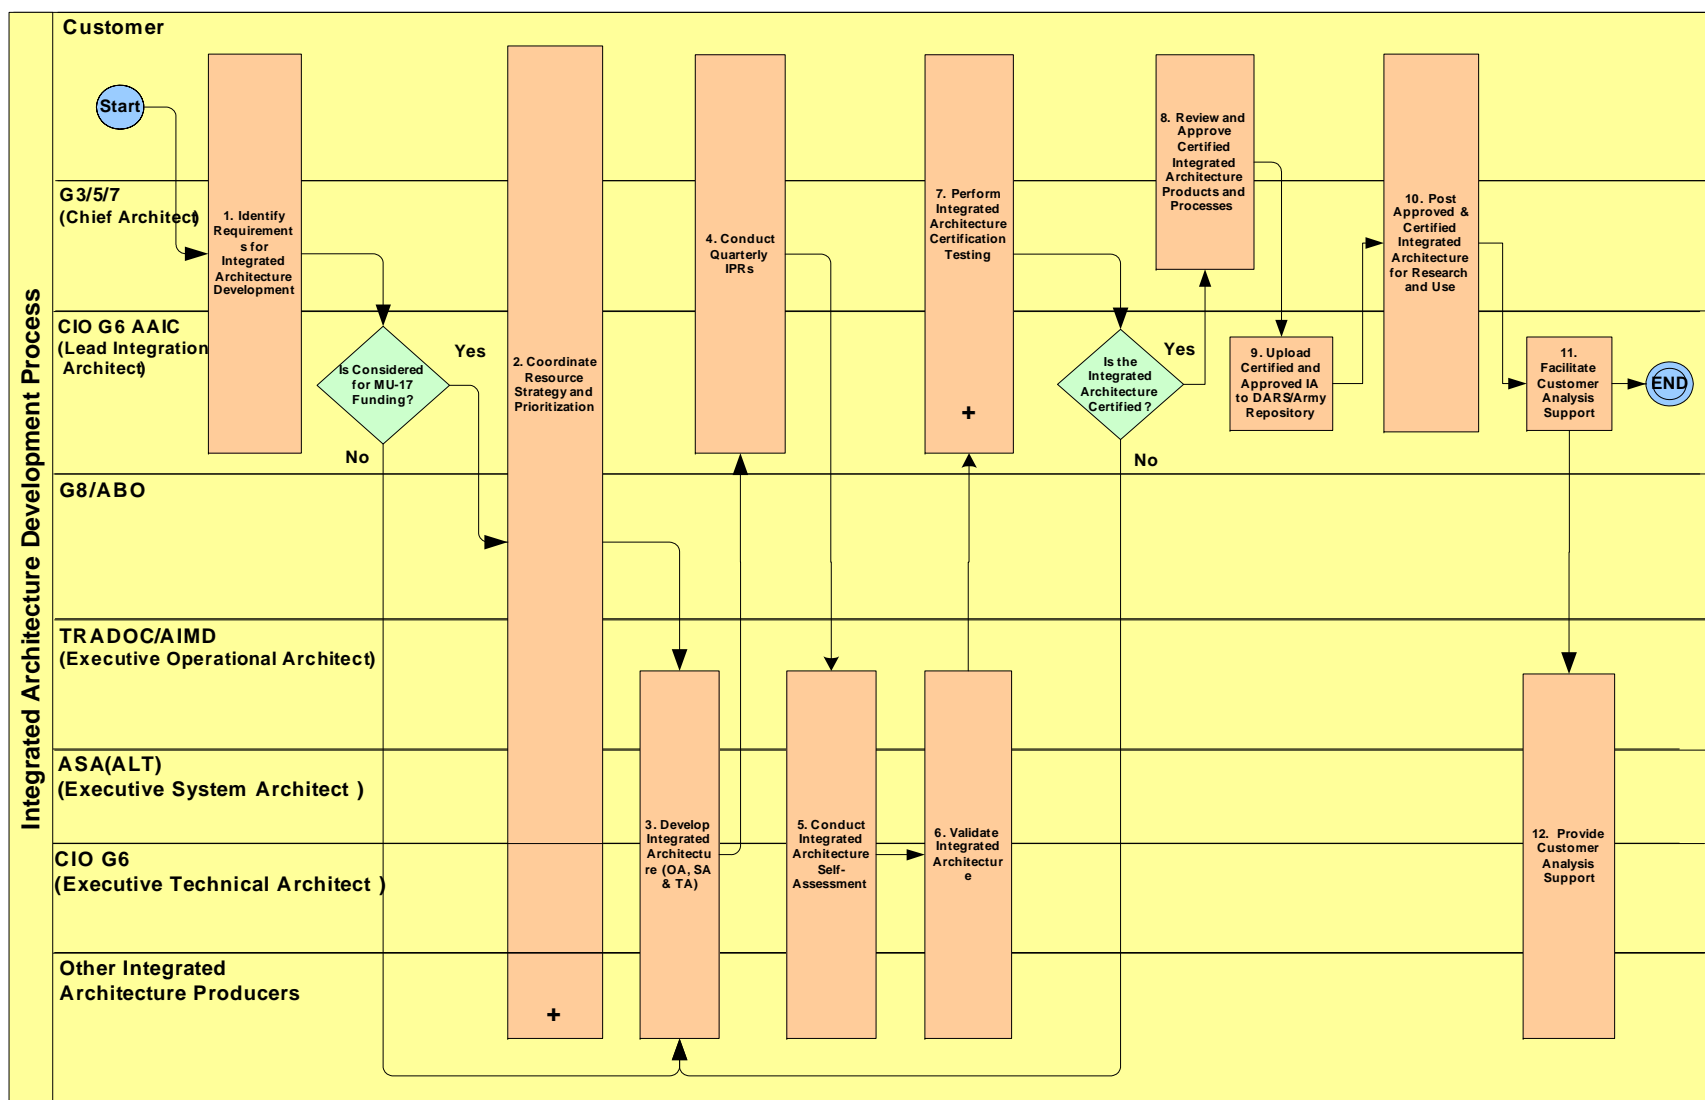 Integrated Architecture Development Process
Customer
Start
G3/5/7
(Chief Architect)
CIO G6 AAIC
(Lead Integration
Architect)
G8/ABO
TRADOC/AIMD
(Executive Operational Architect)
ASA(ALT)
(Executive System Architect )
CIO G6
(Executive Technical Architect )
Other Integrated
Architecture Producers
1. Identify
Requirement
s for
Integrated
Architecture
Development
Is Considered
for MU-17
Funding?
Yes
No
2. Coordinate
Resource
Strategy and
Prioritization
+
3. Develop
Integrated
Architectu
re (OA, SA
& TA)
4. Conduct
Quarterly
IPRs
5. Conduct
Integrated
Architecture
Self-
Assessment
6. Validate
Integrated
Architectur
e
7. Perform
Integrated
Architecture
Certification
Testing
+
Is the
Integrated
Architecture
Certified ?
Yes
No
8. Review and
Approve
Certified
Integrated
Architecture
Products and
Processes
9. Upload
Certified and
Approved IA
to DARS/Army
Repository
10. Post
Approved &
Certified
Integrated
Architecture
for Research
and Use
11.
Facilitate
Customer
Analysis
Support
END
12. Provide
Customer
Analysis
Support